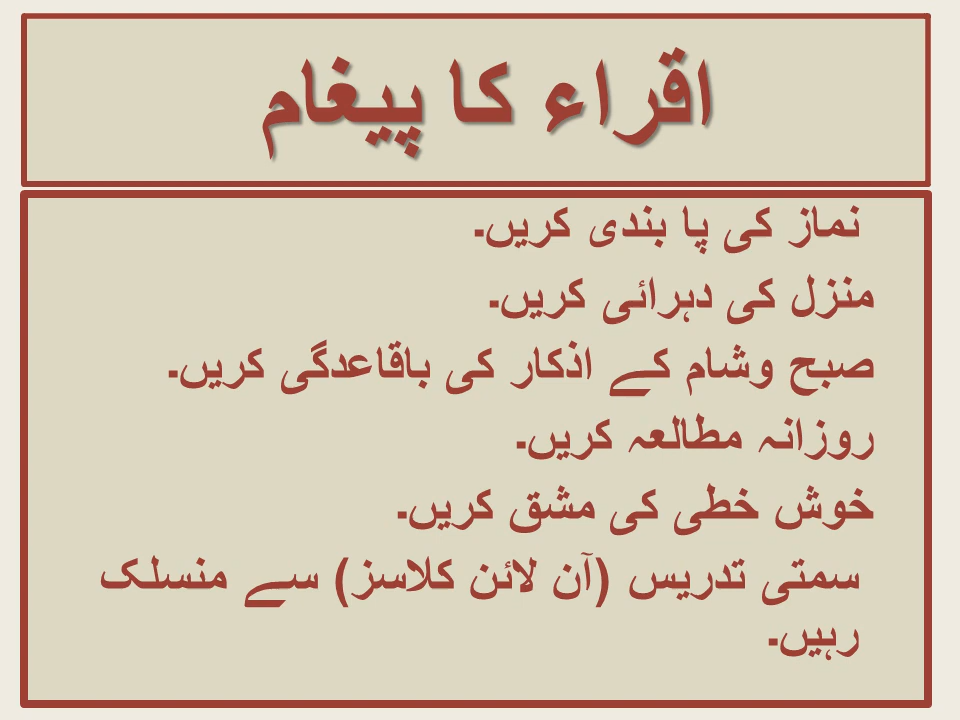 اقراء کا پیغام
نماز کی پا بندی کریں۔
منزل کی دہرائی کریں۔
صبح وشام کے اذکار کی باقاعدگی کریں۔
روزانہ مطالعہ کریں۔
خوش خطی کی مشق کریں۔
سمتی تدریس (آن لائن کلاسز) سے منسلک
رہیں۔